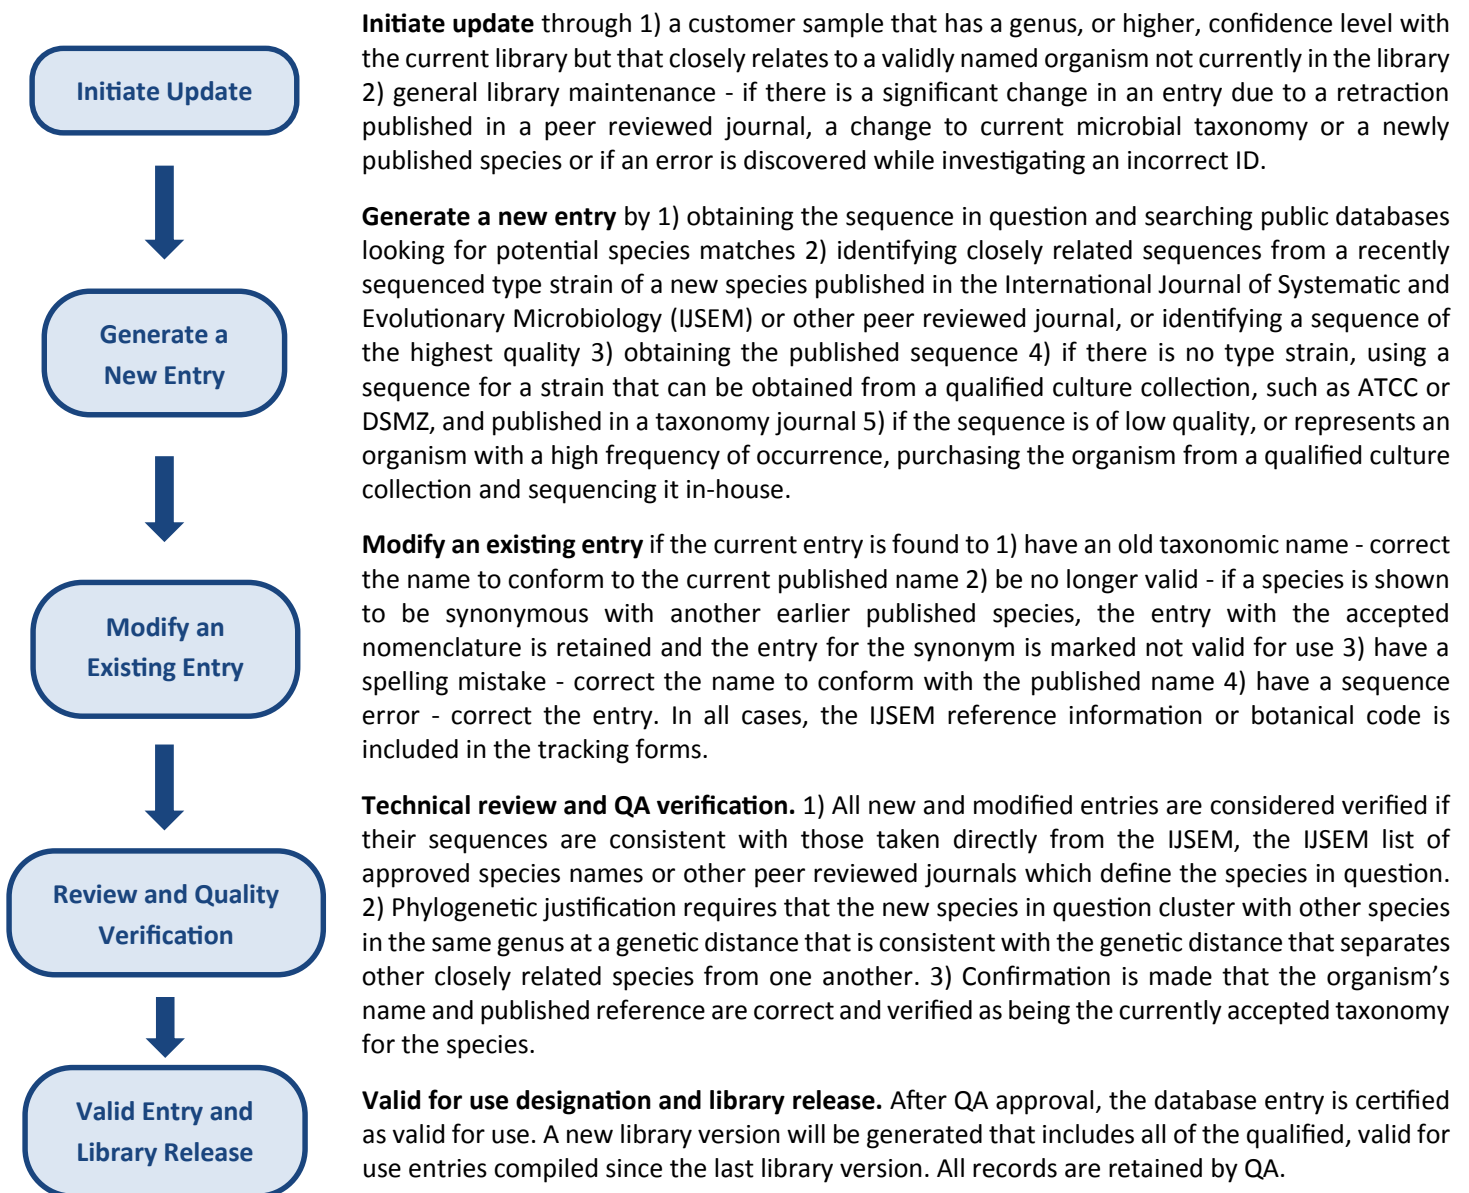 Initiate Update
Generate a
New Entry
Modify an
Existing Entry
Review and Quality
Verification
Valid Entry and
Library Release
Initiate update through 1) a customer sample that has a genus, or higher, confidence level with
the current library but that closely relates to a validly named organism not currently in the library
2) general library maintenance - if there is a significant change in an entry due to a retraction
published in a peer reviewed journal, a change to current microbial taxonomy or a newly
published species or if an error is discovered while investigating an incorrect ID.
Generate a new entry by 1) obtaining the sequence in question and searching public databases
looking for potential species matches 2) identifying closely related sequences from a recently
sequenced type strain of a new species published in the International Journal of Systematic and
Evolutionary Microbiology (IJSEM) or other peer reviewed journal, or identifying a sequence of
the highest quality 3) obtaining the published sequence 4) if there is no type strain, using a
sequence for a strain that can be obtained from a qualified culture collection, such as ATCC or
DSMZ, and published in a taxonomy journal 5) if the sequence is of low quality, or represents an
organism with a high frequency of occurrence, purchasing the organism from a qualified culture
collection and sequencing it in-house.
Modify an existing entry if the current entry is found to 1) have an old taxonomic name - correct
the name to conform to the current published name 2) be no longer valid - if a species is shown
to be synonymous with another earlier published species, the entry with the accepted
nomenclature is retained and the entry for the synonym is marked not valid for use 3) have a
spelling mistake - correct the name to conform with the published name 4) have a sequence
error - correct the entry. In all cases, the IJSEM reference information or botanical code is
included in the tracking forms.
Technical review and QA verification. 1) All new and modified entries are considered verified if
their sequences are consistent with those taken directly from the IJSEM, the IJSEM list of
approved species names or other peer reviewed journals which define the species in question.
2) Phylogenetic justification requires that the new species in question cluster with other species
in the same genus at a genetic distance that is consistent with the genetic distance that separates
other closely related species from one another. 3) Confirmation is made that the organism's
name and published reference are correct and verified as being the currently accepted taxonomy
for the species.
Valid for use designation and library release. After QA approval, the database entry is certified
as valid for use. A new library version will be generated that includes all of the qualified, valid for
use entries compiled since the last library version. All records are retained by QA.